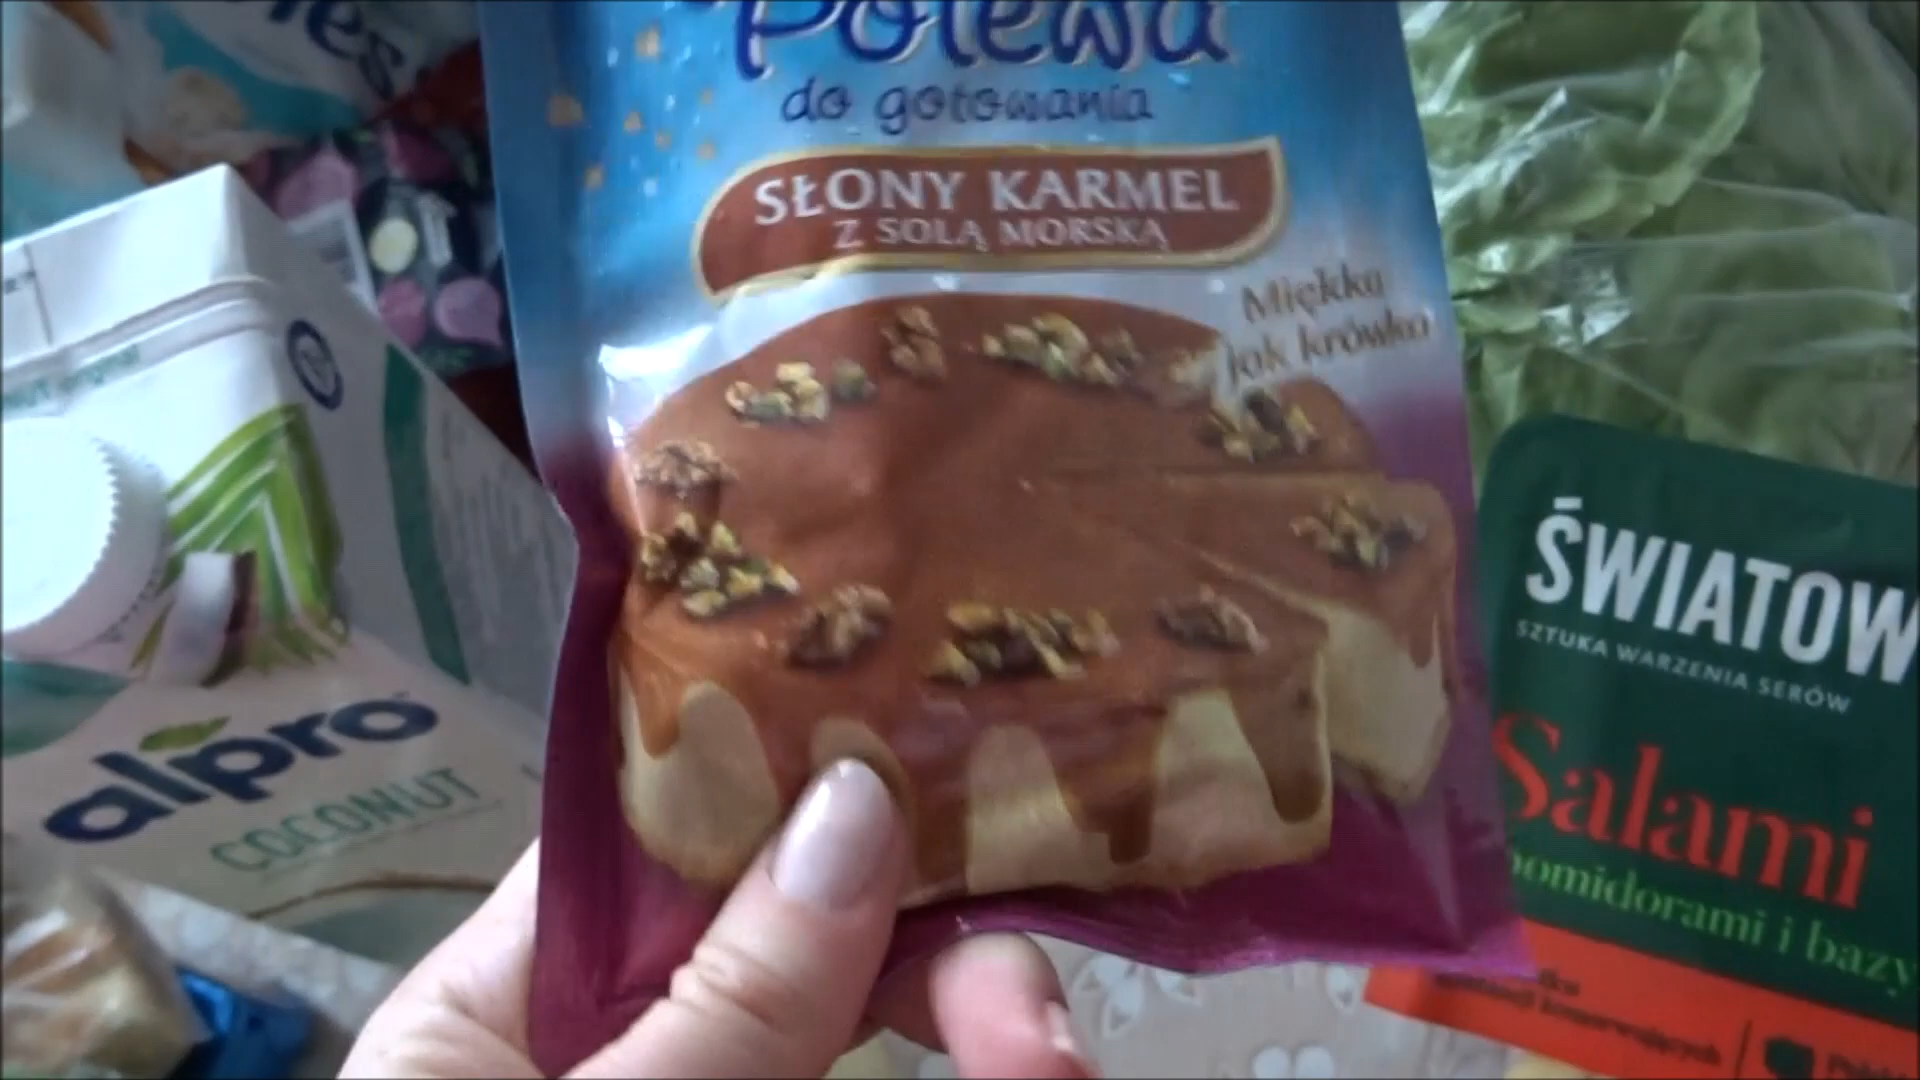 Polewa
do gotowania
SŁONY KARMEL
Z SOLĄ MORSKĄ
Miękka
jak krówka
alpro
COCONUT
ŚWIATOW
SZTUKA WARZENIA SERÓW
Salami
pomidorami i bazy